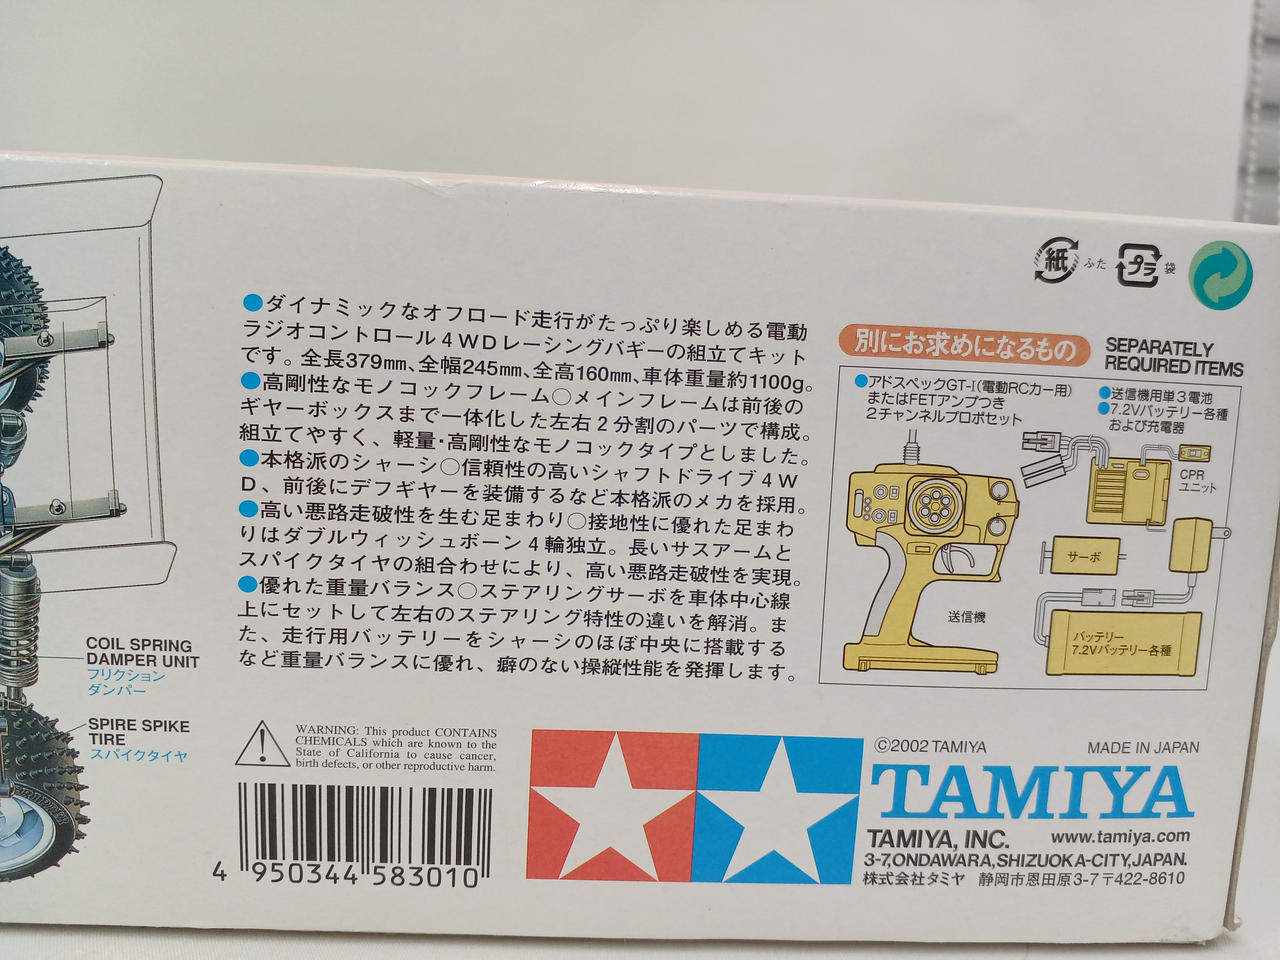 紙 ふた プラ 袋
●ダイナミックなオフロード走行がたっぷり楽しめる電動
ラジオコントロール4WDレーシングバギーの組立てキット
です。全長379mm、全幅245mm、全高160mm、車体重量約1100g。
●高剛性なモノコックフレーム○メインフレームは前後の
ギヤーボックスまで一体化した左右2分割のパーツで構成。
組立てやすく、軽量・高剛性なモノコックタイプとしました。
●本格派のシャーシ○信頼性の高いシャフトドライブ4W
D、前後にデフギヤーを装備するなど本格派のメカを採用。
●高い悪路走破性を生む足まわり○接地性に優れた足まわ
りはダブルウィッシュボーン4輪独立。長いサスアームと
スパイクタイヤの組合わせにより、高い悪路走破性を実現。
●優れた重量バランス○ステアリングサーボを車体中心線
上にセットして左右のステアリング特性の違いを解消。ま
た、走行用バッテリーをシャーシのほぼ中央に搭載する
など重量バランスに優れ、癖のない操縦性能を発揮します。
別にお求めになるもの
SEPARATELY
REQUIRED ITEMS
●アドスペックGT-I(電動RCカー用)
またはFETアンプつき
2チャンネルプロポセット
●送信機用単3電池
●7.2Vバッテリー各種
および充電器
CPR
ユニット
サーボ
送信機
バッテリー
7.2Vバッテリー各種
COIL SPRING
DAMPER UNIT
フリクション
ダンパー
SPIRE SPIKE
TIRE
スパイクタイヤ
WARNING: This product CONTAINS
CHEMICALS which are known to the
State of California to cause cancer,
birth defects, or other reproductive harm.
4 950344 583010
©2002 TAMIYA MADE IN JAPAN
TAMIYA
TAMIYA, INC. www.tamiya.com
3-7,ONDAWARA,SHIZUOKA-CITY,JAPAN.
株式会社タミヤ 静岡市恩田原3-7 〒422-8610